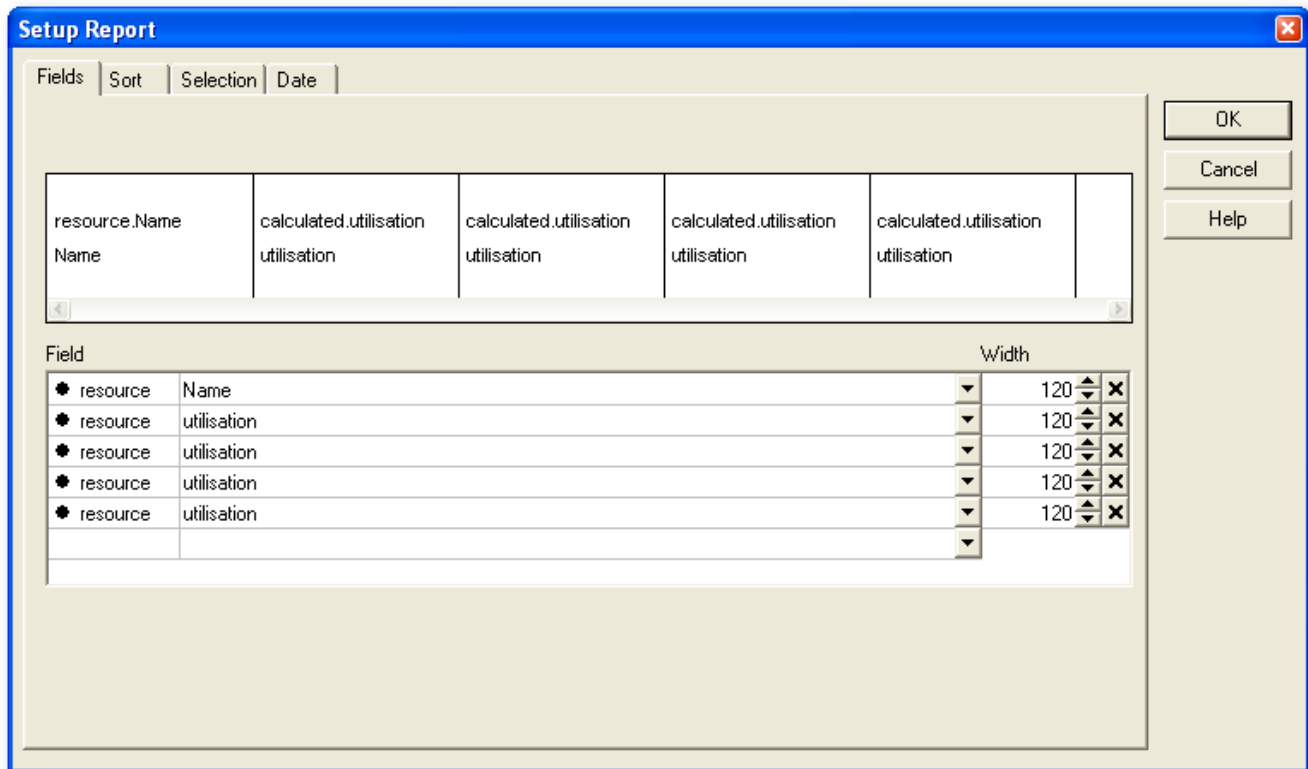 Setup Report
Fields Sort Selection Date
OK
Cancel
Help
resource.Name calculated.utilisation calculated.utilisation calculated.utilisation calculated.utilisation
Name utilisation utilisation utilisation utilisation
Field Width
resource Name 120
resource utilisation 120
resource utilisation 120
resource utilisation 120
resource utilisation 120